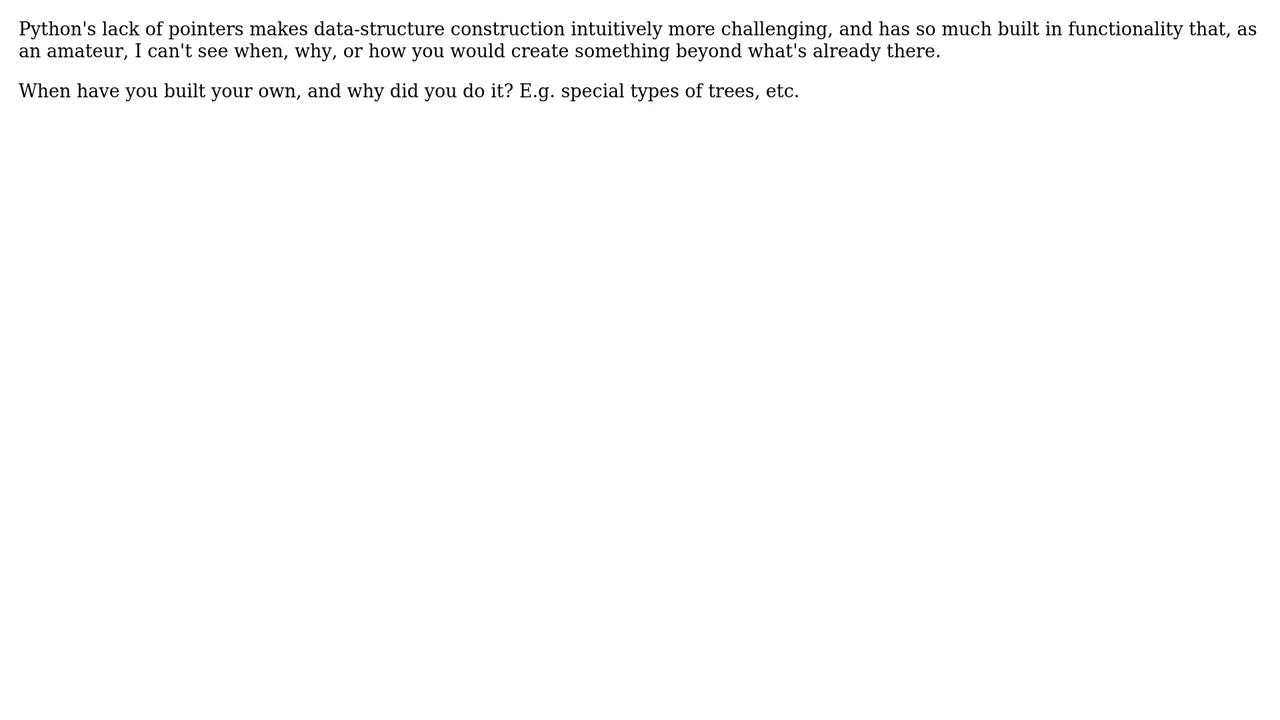 Python's lack of pointers makes data-structure construction intuitively more challenging, and has so much built in functionality that, as
an amateur, I can't see when, why, or how you would create something beyond what's already there.
When have you built your own, and why did you do it? E.g. special types of trees, etc.